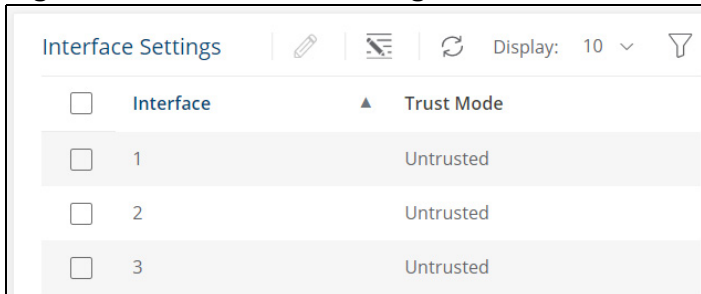 Interface Settings Display: 10
Interface ▲ Trust Mode
1 Untrusted
2 Untrusted
3 Untrusted